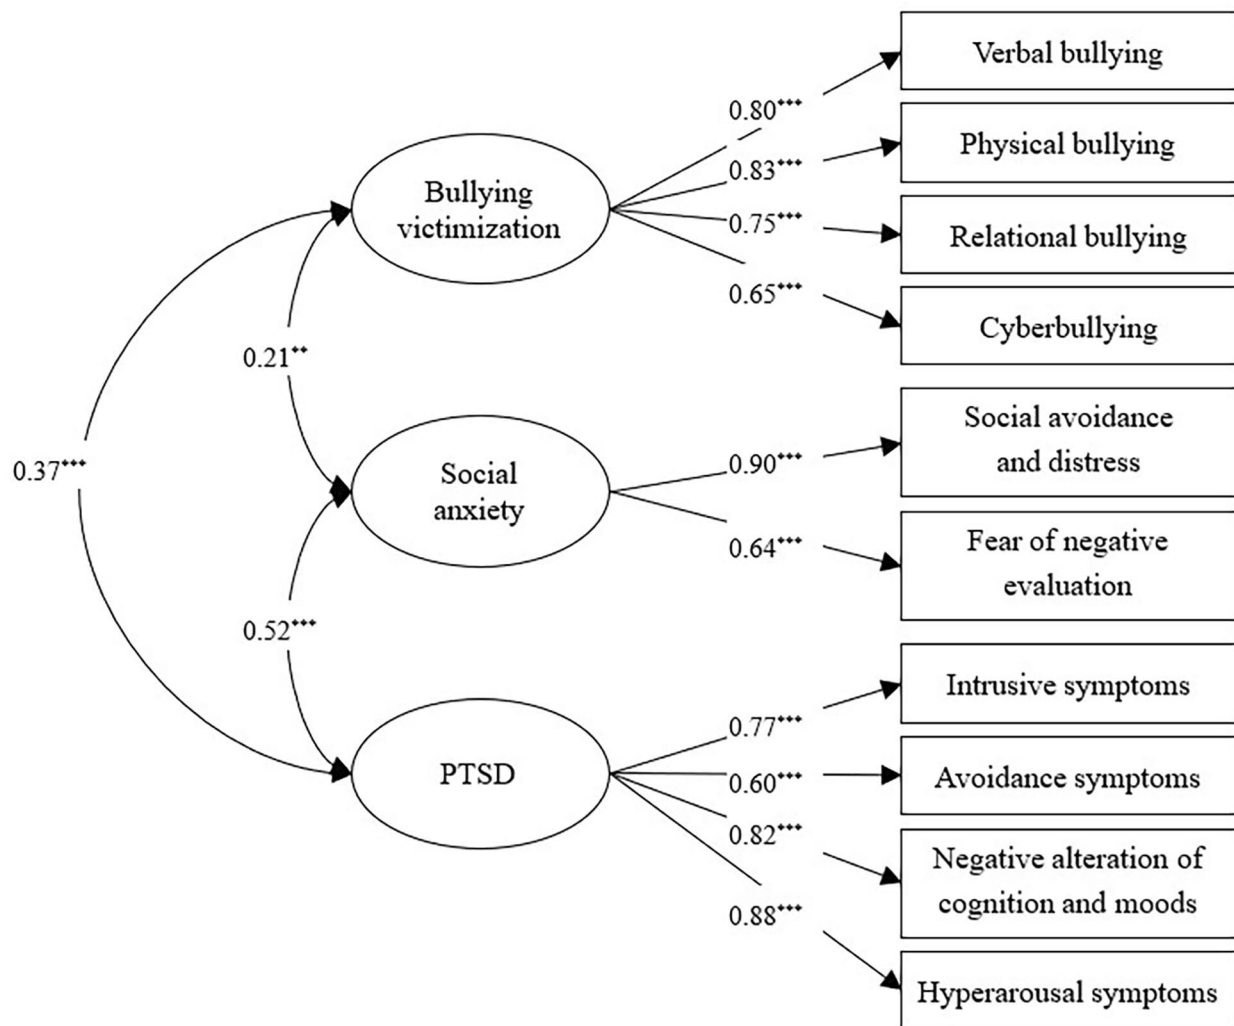 Verbal bullying
0.80***
Physical bullying
0.83***
Bullying
victimization
0.75***
Relational bullying
0.65***
Cyberbullying
0.21**
Social avoidance
and distress
0.37***
0.90***
Social
anxiety
0.64***
Fear of negative
evaluation
0.52***
Intrusive symptoms
0.77***
PTSD
0.60***
Avoidance symptoms
0.82***
Negative alteration of
cognition and moods
0.88***
Hyperarousal symptoms